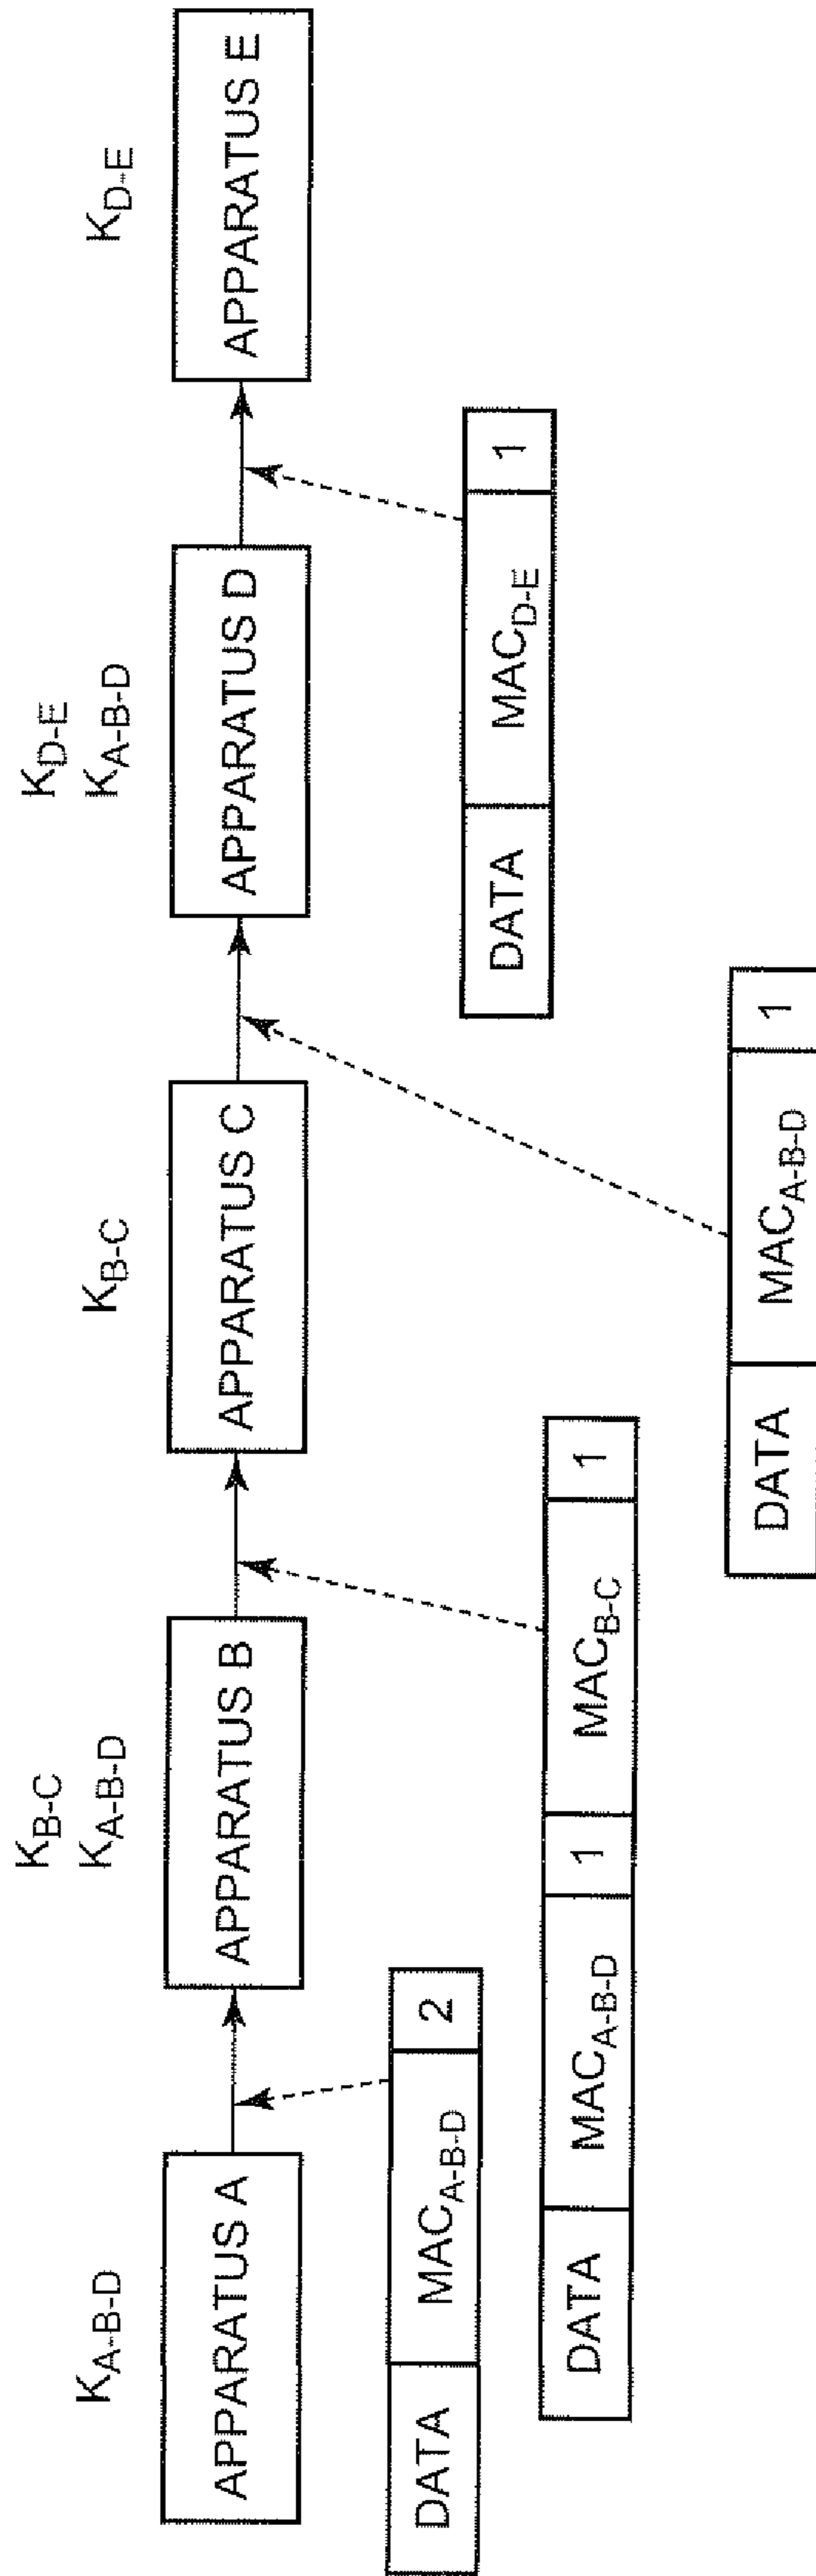 K_A-B-D
K_B-C
K_A-B-D
K_B-C
K_D-E
K_A-B-D
K_D-E
APPARATUS A
APPARATUS B
APPARATUS C
APPARATUS D
APPARATUS E
DATA MAC_A-B-D 2
DATA MAC_A-B-D 1 MAC_B-C 1
DATA MAC_A-B-D 1
DATA MAC_D-E 1